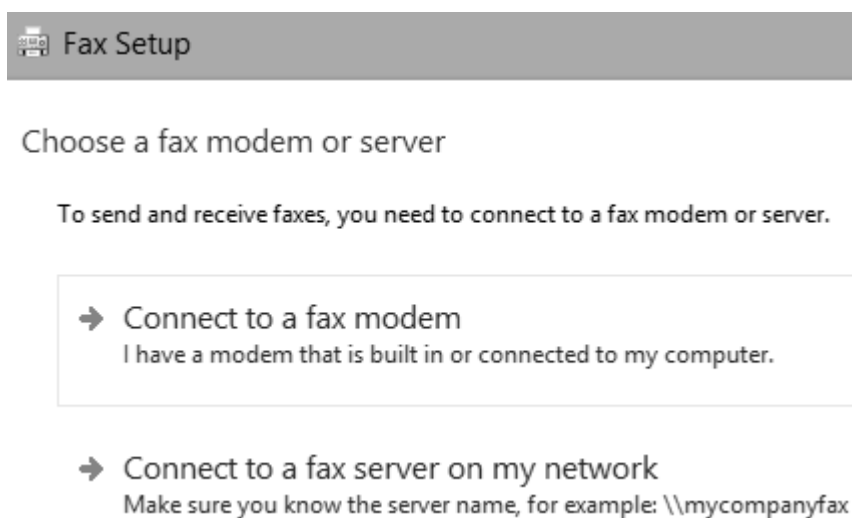 Fax Setup
Choose a fax modem or server
To send and receive faxes, you need to connect to a fax modem or server.
Connect to a fax modem
I have a modem that is built in or connected to my computer.
Connect to a fax server on my network
Make sure you know the server name, for example: \\mycompanyfax